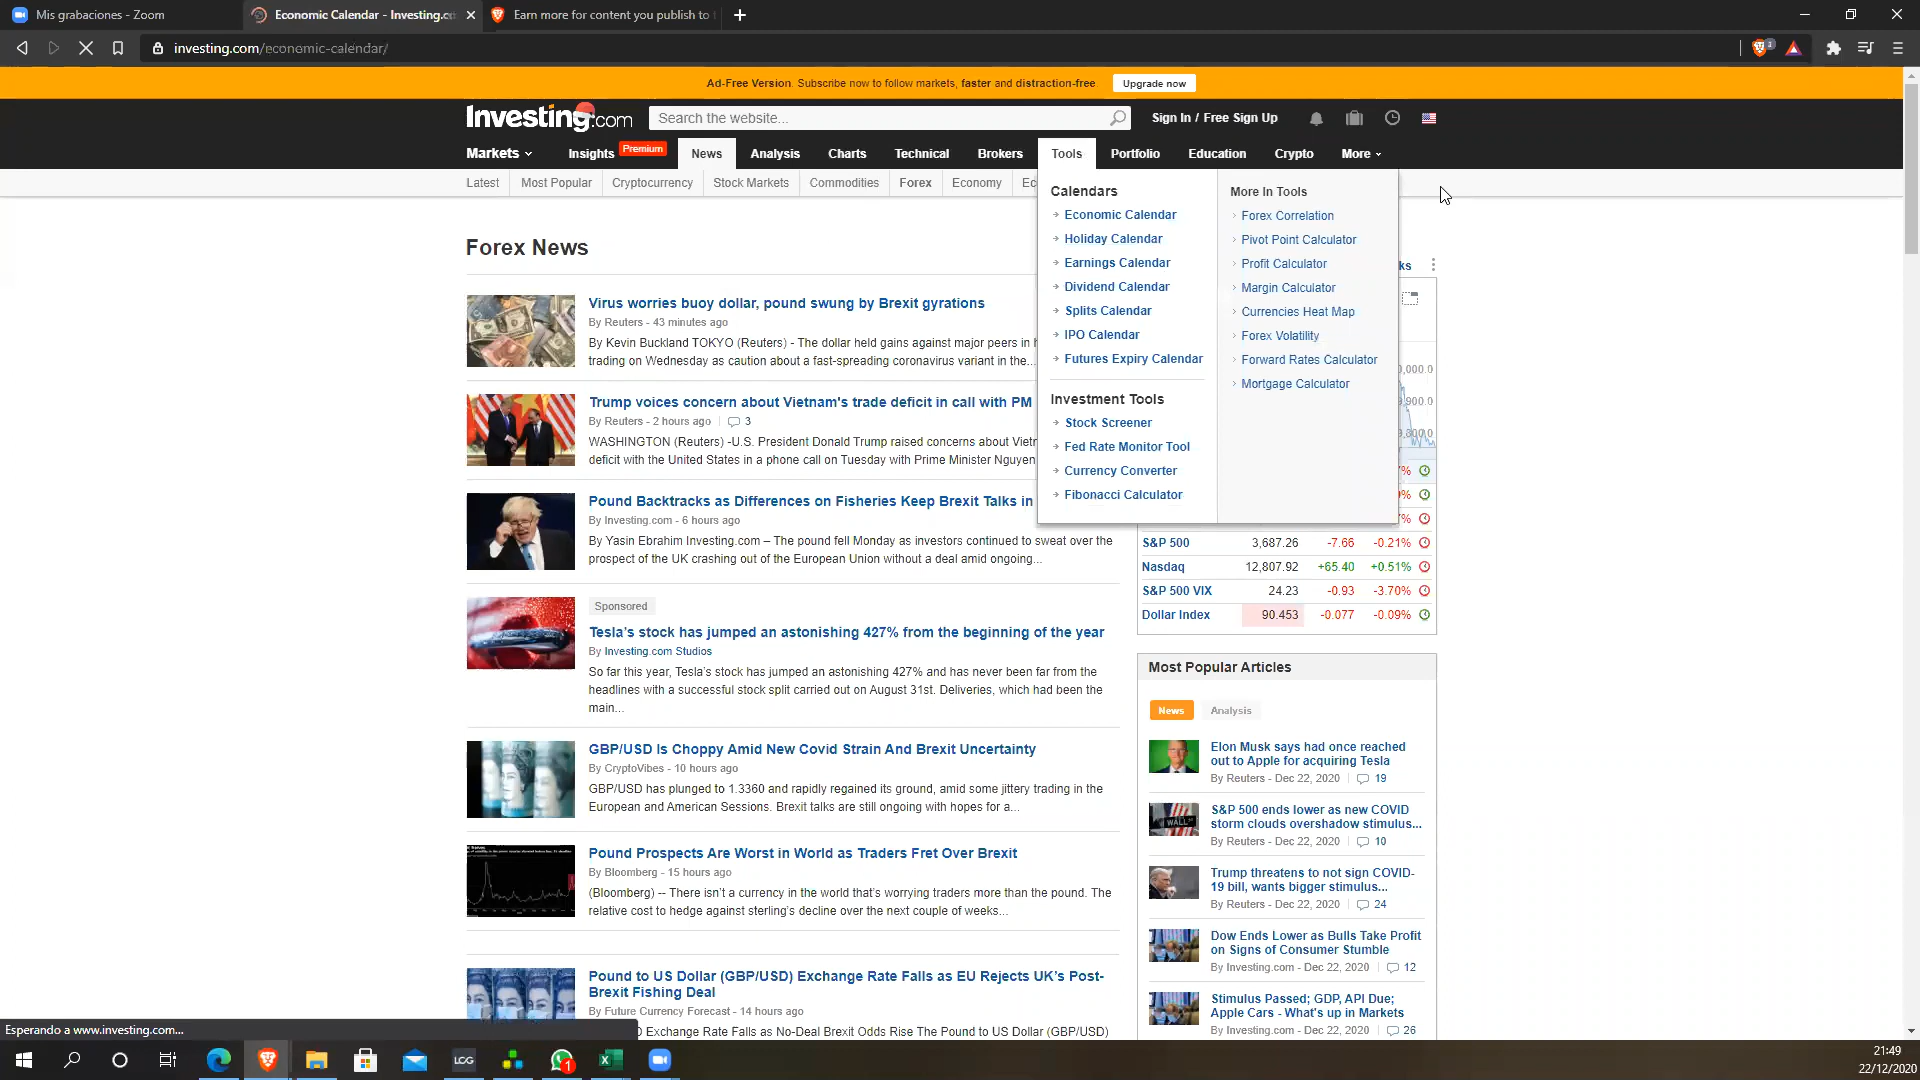 Mis grabaciones - Zoom
Economic Calendar - Investing.co
Earn more for content you publish to
investing.com/economic-calendar/
Ad-Free Version. Subscribe now to follow markets, faster and distraction-free
Upgrade now
Investing.com
Search the website...
Sign In / Free Sign Up
Markets
Insights
Premium
News
Analysis
Charts
Technical
Brokers
Tools
Portfolio
Education
Crypto
More
Latest
Most Popular
Cryptocurrency
Stock Markets
Commodities
Forex
Economy
Ec
Calendars
Economic Calendar
Holiday Calendar
Earnings Calendar
Dividend Calendar
Splits Calendar
IPO Calendar
Futures Expiry Calendar
Investment Tools
Stock Screener
Fed Rate Monitor Tool
Currency Converter
Fibonacci Calculator
More In Tools
Forex Correlation
Pivot Point Calculator
Profit Calculator
Margin Calculator
Currencies Heat Map
Forex Volatility
Forward Rates Calculator
Mortgage Calculator
Forex News
Virus worries buoy dollar, pound swung by Brexit gyrations
By Reuters - 43 minutes ago
By Kevin Buckland TOKYO (Reuters) - The dollar held gains against major peers in
trading on Wednesday as caution about a fast-spreading coronavirus variant in the...
Trump voices concern about Vietnam's trade deficit in call with PM
By Reuters - 2 hours ago
3
WASHINGTON (Reuters) -U.S. President Donald Trump raised concerns about Vietr
deficit with the United States in a phone call on Tuesday with Prime Minister Nguyen
Pound Backtracks as Differences on Fisheries Keep Brexit Talks in
By Investing.com - 6 hours ago
By Yasin Ebrahim Investing.com – The pound fell Monday as investors continued to sweat over the
prospect of the UK crashing out of the European Union without a deal amid ongoing...
Sponsored
Tesla's stock has jumped an astonishing 427% from the beginning of the year
By Investing.com Studios
So far this year, Tesla's stock has jumped an astonishing 427% and has never been far from the
headlines with a successful stock split carried out on August 31st. Deliveries, which had been the
main...
GBP/USD Is Choppy Amid New Covid Strain And Brexit Uncertainty
By CryptoVibes - 10 hours ago
GBP/USD has plunged to 1.3360 and rapidly regained its ground, amid some jittery trading in the
European and American Sessions. Brexit talks are still ongoing with hopes for a...
Pound Prospects Are Worst in World as Traders Fret Over Brexit
By Bloomberg - 15 hours ago
(Bloomberg) -- There isn't a currency in the world that's worrying traders more than the pound. The
relative cost to hedge against sterling's decline over the next couple of weeks...
Pound to US Dollar (GBP/USD) Exchange Rate Falls as EU Rejects UK's Post-
Brexit Fishing Deal
By Future Currency Forecast - 14 hours ago
Exchange Rate Falls as No-Deal Brexit Odds Rise The Pound to US Dollar (GBP/USD)
ks
S&P 500 3,687.26 -7.66 -0.21%
Nasdaq 12,807.92 +65.40 +0.51%
S&P 500 VIX 24.23 -0.93 -3.70%
Dollar Index 90.453 -0.077 -0.09%
Most Popular Articles
News
Analysis
Elon Musk says had once reached
out to Apple for acquiring Tesla
By Reuters - Dec 22, 2020
19
S&P 500 ends lower as new COVID
storm clouds overshadow stimulus...
By Reuters - Dec 22, 2020
10
Trump threatens to not sign COVID-
19 bill, wants bigger stimulus...
By Reuters - Dec 22, 2020
24
Dow Ends Lower as Bulls Take Profit
on Signs of Consumer Stumble
By Investing.com - Dec 22, 2020
12
Stimulus Passed; GDP, API Due;
Apple Cars - What's up in Markets
By Investing.com - Dec 22, 2020
26
Esperando a www.investing.com...
LCG
1
21:49
22/12/2020